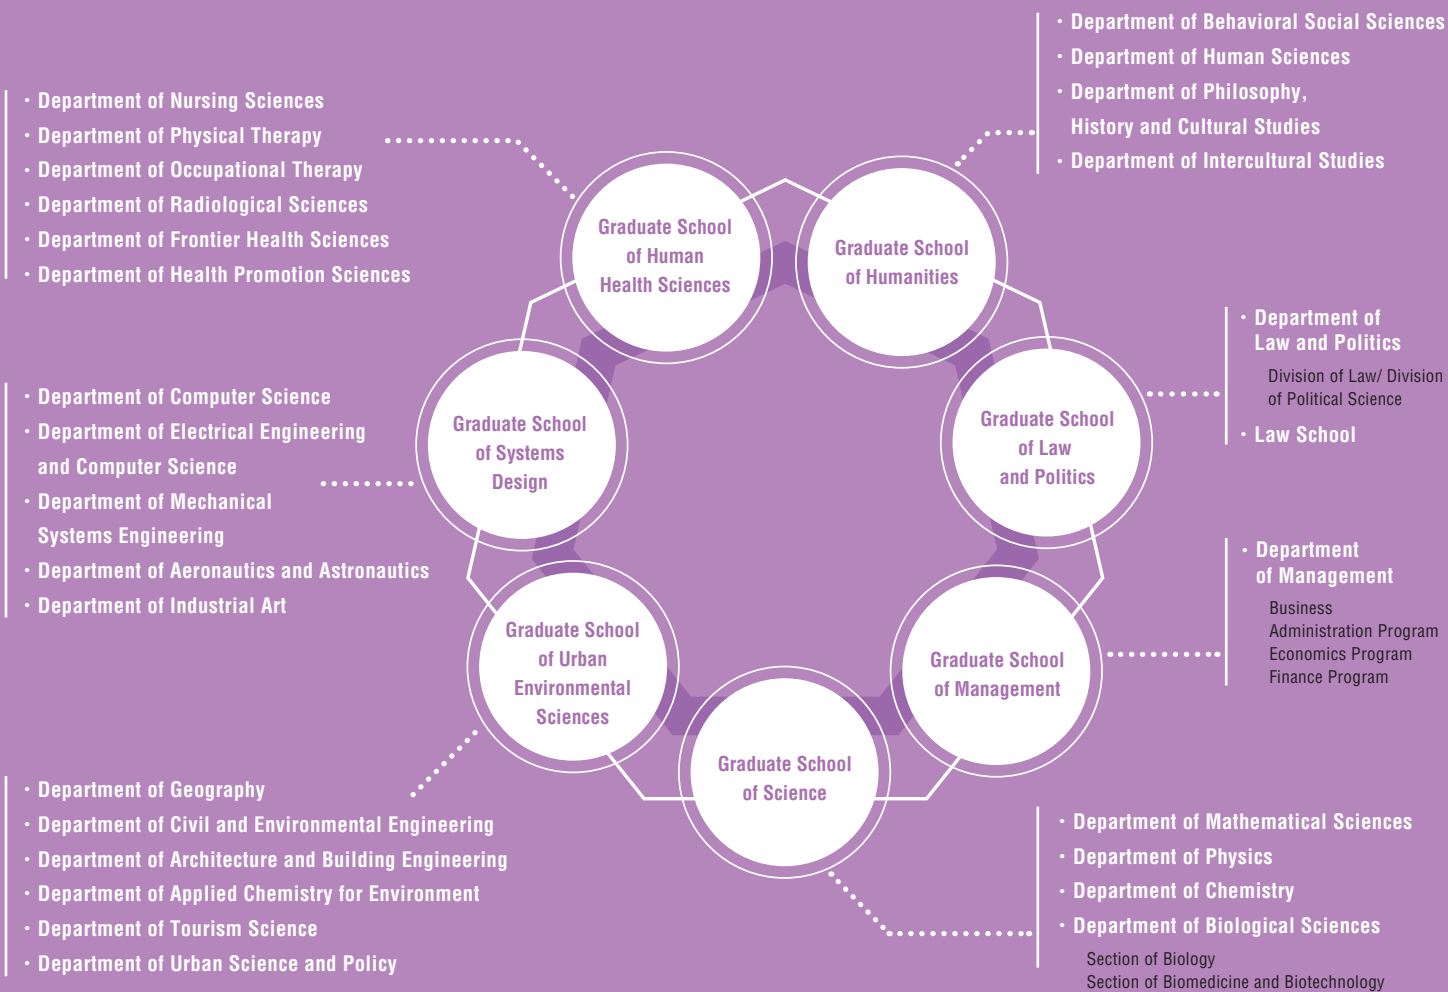 ・Department of Behavioral Social Sciences
・Department of Human Sciences
・Department of Philosophy,
History and Cultural Studies
・Department of Intercultural Studies
・Department of Nursing Sciences
・Department of Physical Therapy
・Department of Occupational Therapy
・Department of Radiological Sciences
・Department of Frontier Health Sciences
・Department of Health Promotion Sciences
Graduate School
of Human
Health Sciences
Graduate School
of Humanities
・Department of
Law and Politics
Division of Law/ Division
of Political Science
・Law School
Graduate School
of Law
and Politics
・Department of Computer Science
・Department of Electrical Engineering
and Computer Science
・Department of Mechanical
Systems Engineering
・Department of Aeronautics and Astronautics
・Department of Industrial Art
Graduate School
of Systems
Design
・Department
of Management
Business
Administration Program
Economics Program
Finance Program
Graduate School
of Management
Graduate School
of Urban
Environmental
Sciences
Graduate School
of Science
・Department of Geography
・Department of Civil and Environmental Engineering
・Department of Architecture and Building Engineering
・Department of Applied Chemistry for Environment
・Department of Tourism Science
・Department of Urban Science and Policy
・Department of Mathematical Sciences
・Department of Physics
・Department of Chemistry
・Department of Biological Sciences
Section of Biology
Section of Biomedicine and Biotechnology